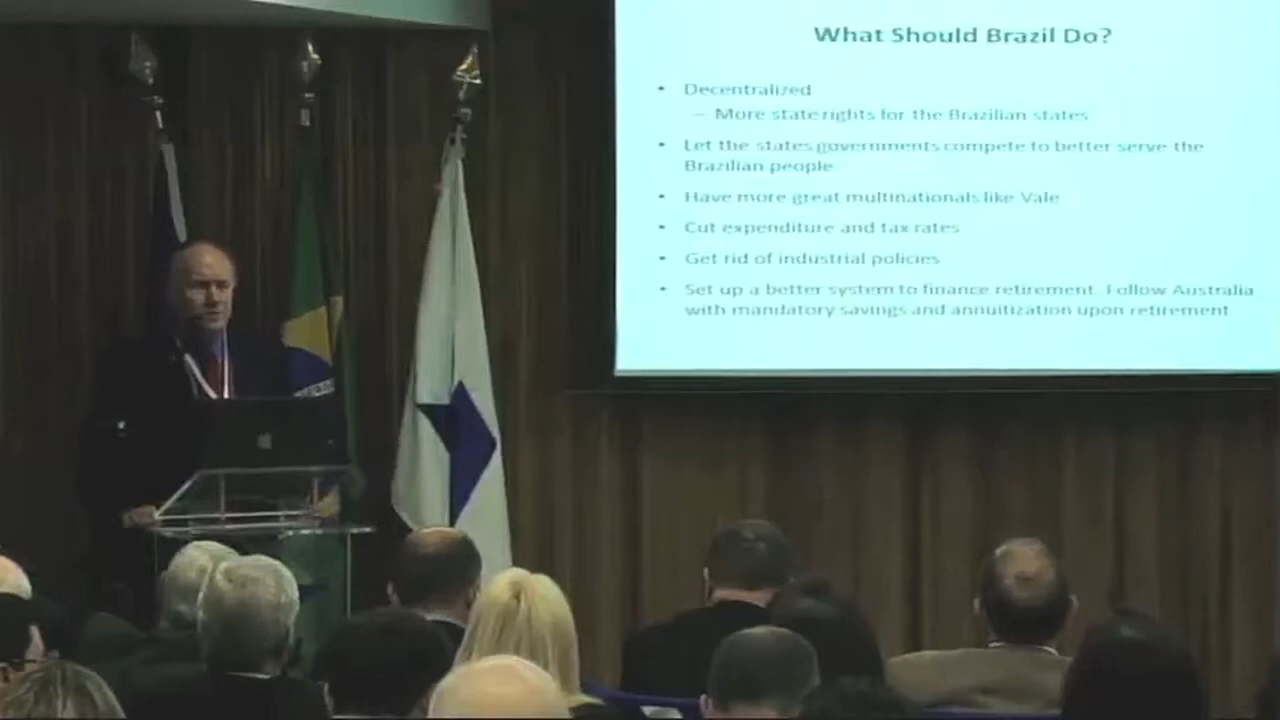 What Should Brazil Do?
• Decentralized
– More state rights for the Brazilian states
• Let the states governments compete to better serve the
Brazilian people
• Have more great multinationals like Vale
• Cut expenditure and tax rates
• Get rid of industrial policies
• Set up a better system to finance retirement. Follow Australia
with mandatory savings and annuitization upon retirement